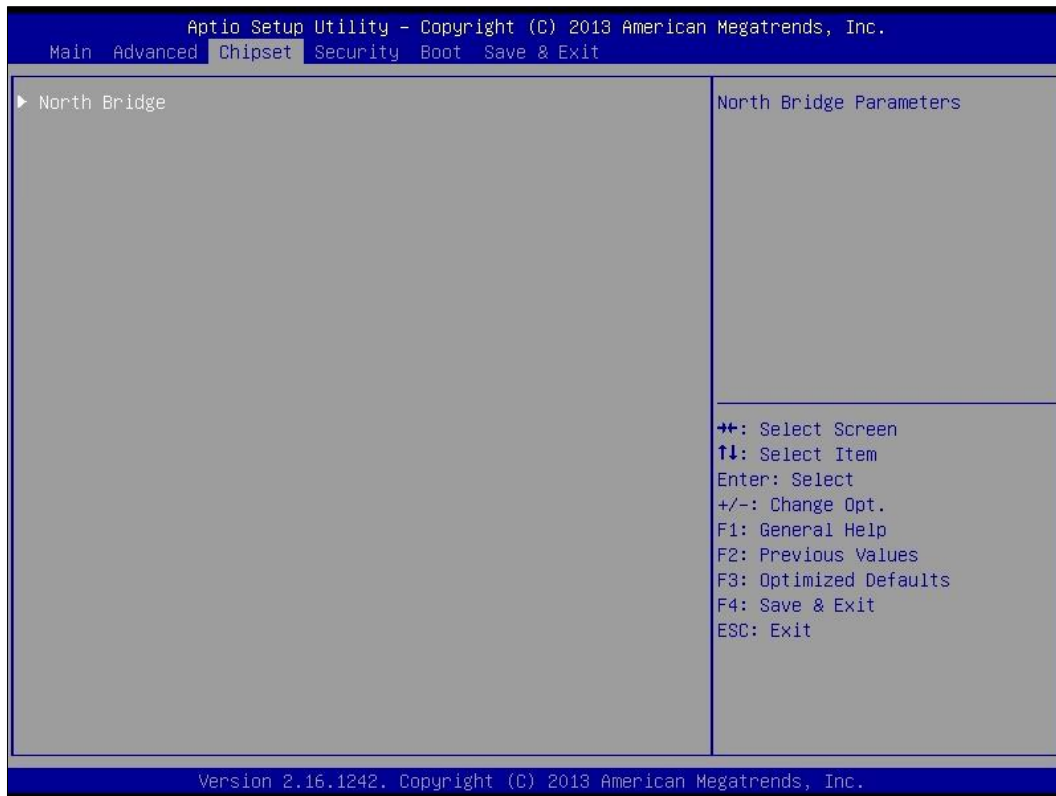 Aptio Setup Utility – Copyright (C) 2013 American Megatrends, Inc.
Main Advanced Chipset Security Boot Save & Exit
▶ North Bridge
North Bridge Parameters
→←: Select Screen
↑↓: Select Item
Enter: Select
+/-: Change Opt.
F1: General Help
F2: Previous Values
F3: Optimized Defaults
F4: Save & Exit
ESC: Exit
Version 2.16.1242. Copyright (C) 2013 American Megatrends, Inc.